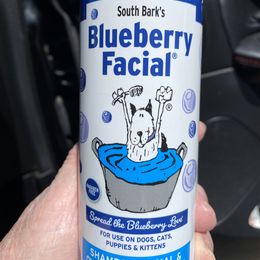 South Bark's
Blueberry
Facial®
Spread the Blueberry Love
FOR USE ON DOGS, CATS,
PUPPIES & KITTENS